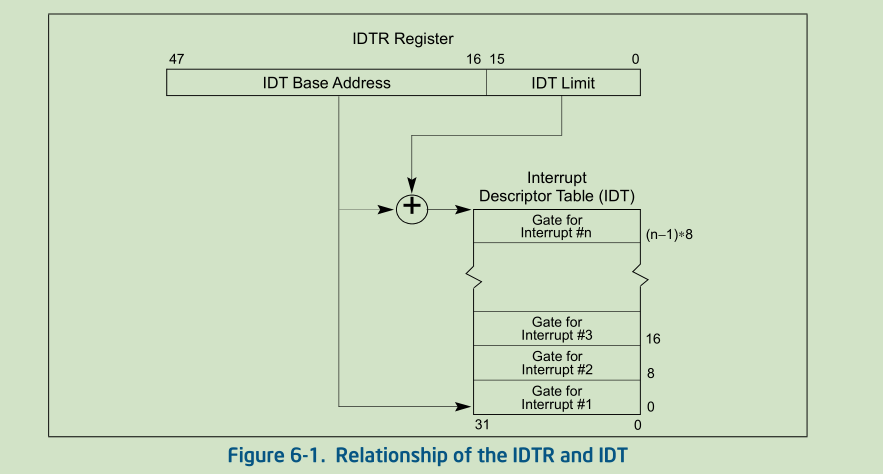 IDTR Register
47 16 15 0
IDT Base Address IDT Limit
+
Interrupt
Descriptor Table (IDT)
Gate for
Interrupt #n
(n−1)∗8
Gate for
Interrupt #3
16
Gate for
Interrupt #2
8
Gate for
Interrupt #1
0
31 0
Figure 6-1. Relationship of the IDTR and IDT